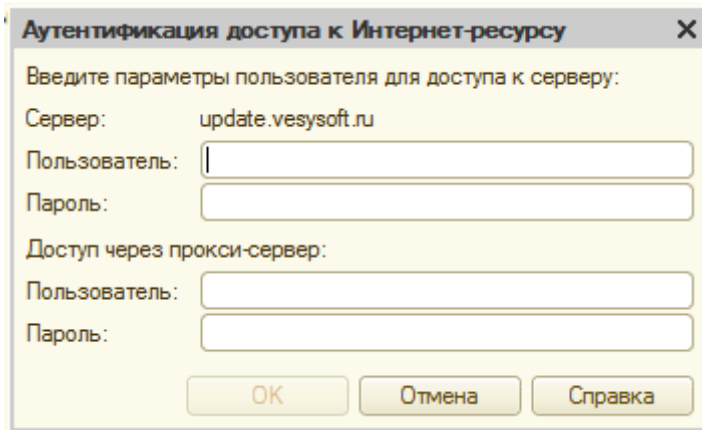 Аутентификация доступа к Интернет-ресурсу
Введите параметры пользователя для доступа к серверу:
Сервер: update.vesysoft.ru
Пользователь:
Пароль:
Доступ через прокси-сервер:
Пользователь:
Пароль:
OK Отмена Справка